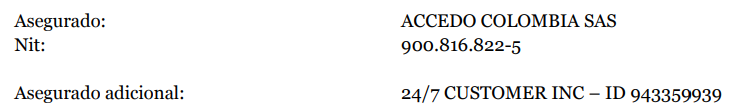 Asegurado: ACCEDO COLOMBIA SAS
Nit: 900.816.822-5
Asegurado adicional: 24/7 CUSTOMER INC – ID 943359939